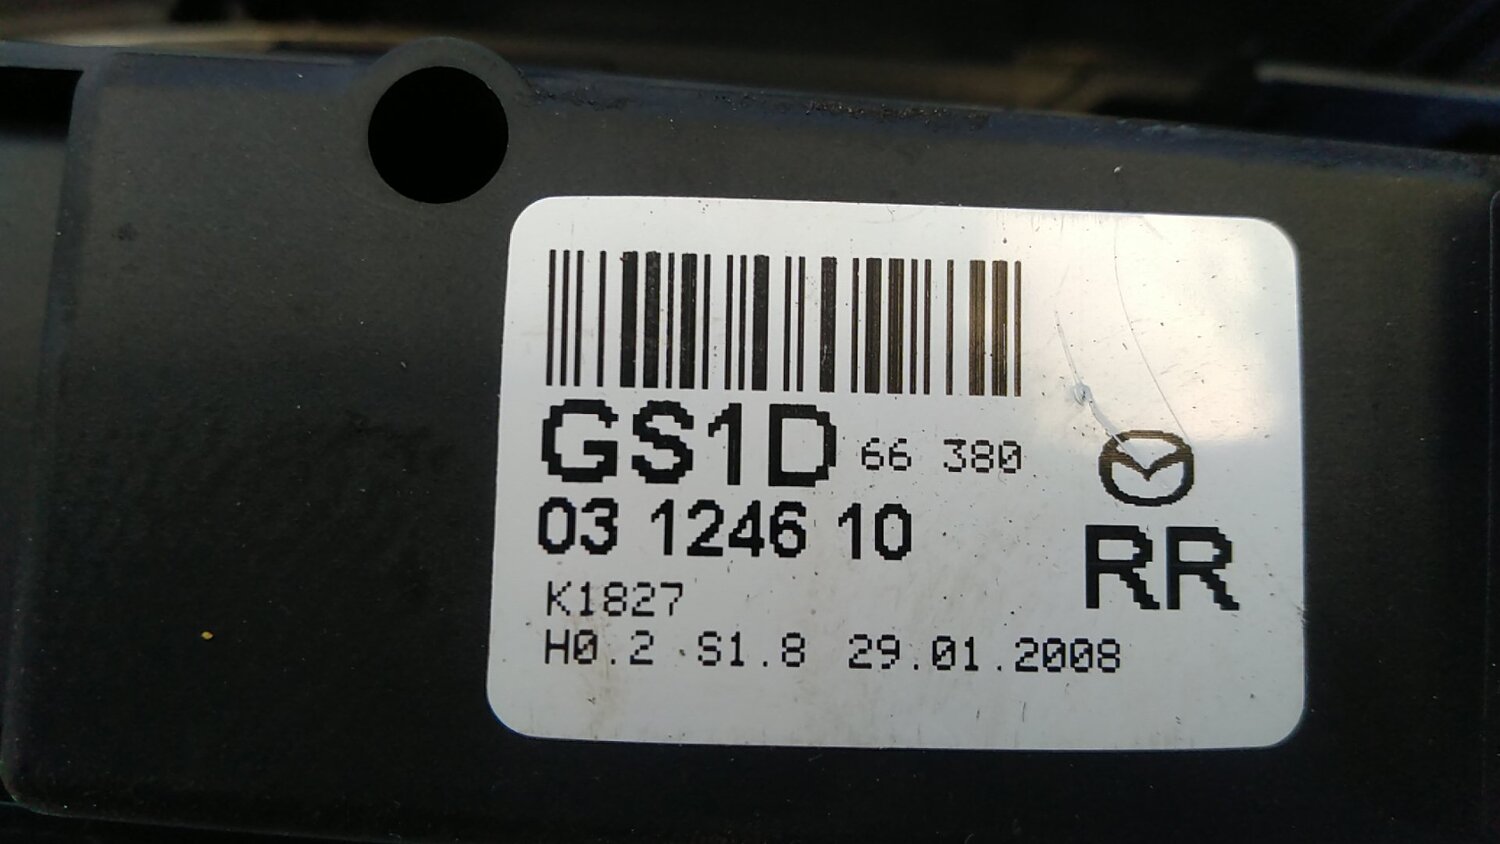 GS1D 66 380
03 1246 10
RR
K1827
H0.2 S1.8 29.01.2008